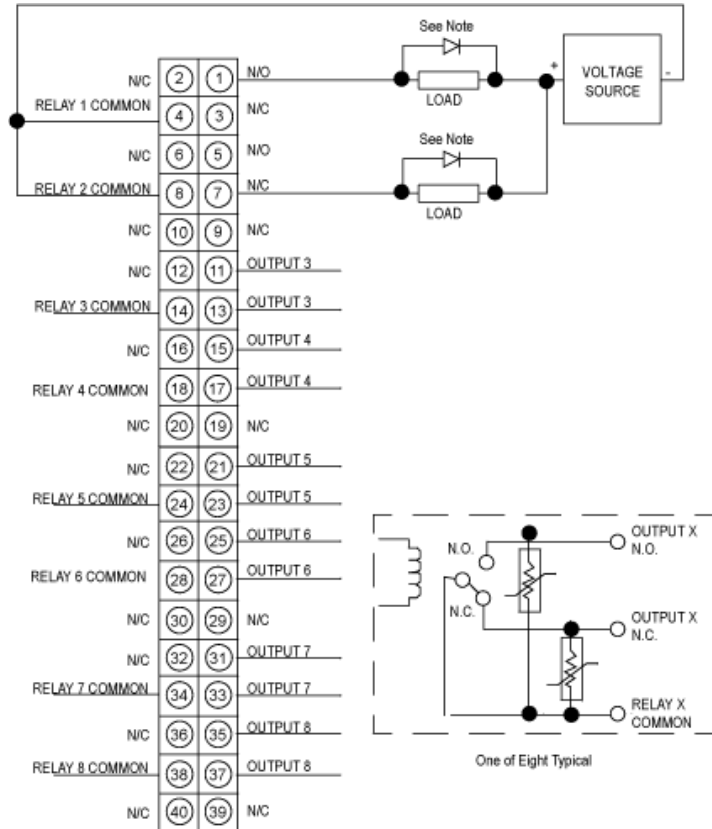 See Note
+ VOLTAGE SOURCE -
LOAD
N/C 2 1 N/O
RELAY 1 COMMON 4 3 N/C
See Note
N/C 6 5 N/O
RELAY 2 COMMON 8 7 N/C
LOAD
N/C 10 9 N/C
N/C 12 11 OUTPUT 3
RELAY 3 COMMON 14 13 OUTPUT 3
N/C 16 15 OUTPUT 4
RELAY 4 COMMON 18 17 OUTPUT 4
N/C 20 19 N/C
N/C 22 21 OUTPUT 5
RELAY 5 COMMON 24 23 OUTPUT 5
N/C 26 25 OUTPUT 6
RELAY 6 COMMON 28 27 OUTPUT 6
N/C 30 29 N/C
N/C 32 31 OUTPUT 7
RELAY 7 COMMON 34 33 OUTPUT 7
N/C 36 35 OUTPUT 8
RELAY 8 COMMON 38 37 OUTPUT 8
N/C 40 39 N/C
N.O.
OUTPUT X
N.O.
N.C.
OUTPUT X
N.C.
RELAY X
COMMON
One of Eight Typical